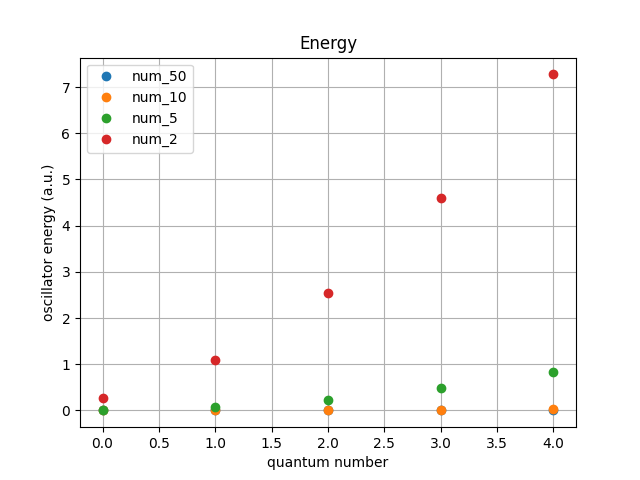 Energy
num_50
num_10
num_5
num_2
oscillator energy (a.u.)
7
6
5
4
3
2
1
0
0.0 0.5 1.0 1.5 2.0 2.5 3.0 3.5 4.0
quantum number